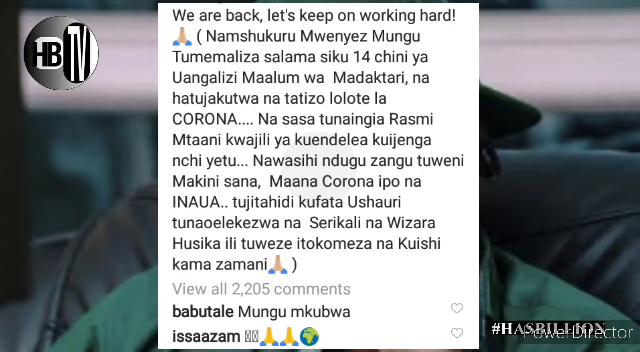 We are back, let's keep on working hard!
🙏🏼 ( Namshukuru Mwenyez Mungu
Tumemaliza salama siku 14 chini ya
Uangalizi Maalum wa Madaktari, na
hatujakutwa na tatizo lolote la
CORONA.... Na sasa tunaingia Rasmi
Mtaani kwajili ya kuendelea kuijenga
nchi yetu... Nawasihi ndugu zangu tuweni
Makini sana, Maana Corona ipo na
INAUA.. tujitahidi kufata Ushauri
tunaoelekezwa na Serikali na Wizara
Husika ili tuweze itokomeza na Kuishi
kama zamani🙏🏼 )
View all 2,205 comments
babutale Mungu mkubwa
issaazam 🙏🙏🌍
HB TV
#HASBILLION
PowerDirector